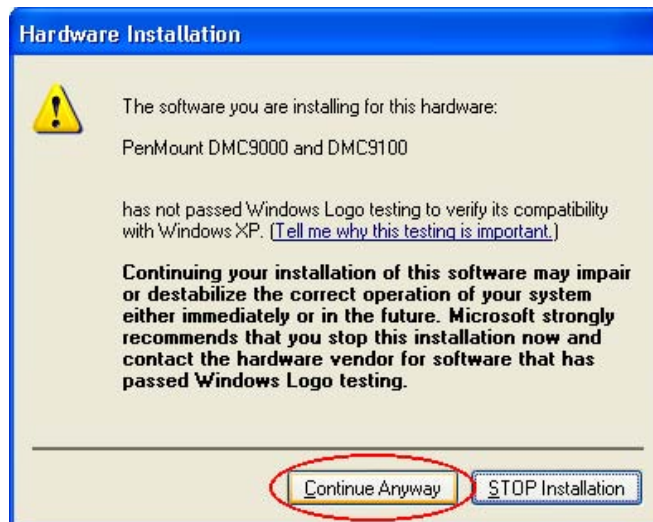 Hardware Installation
The software you are installing for this hardware:
PenMount DMC9000 and DMC9100
has not passed Windows Logo testing to verify its compatibility
with Windows XP. (Tell me why this testing is important.)
Continuing your installation of this software may impair
or destabilize the correct operation of your system
either immediately or in the future. Microsoft strongly
recommends that you stop this installation now and
contact the hardware vendor for software that has
passed Windows Logo testing.
Continue Anyway STOP Installation